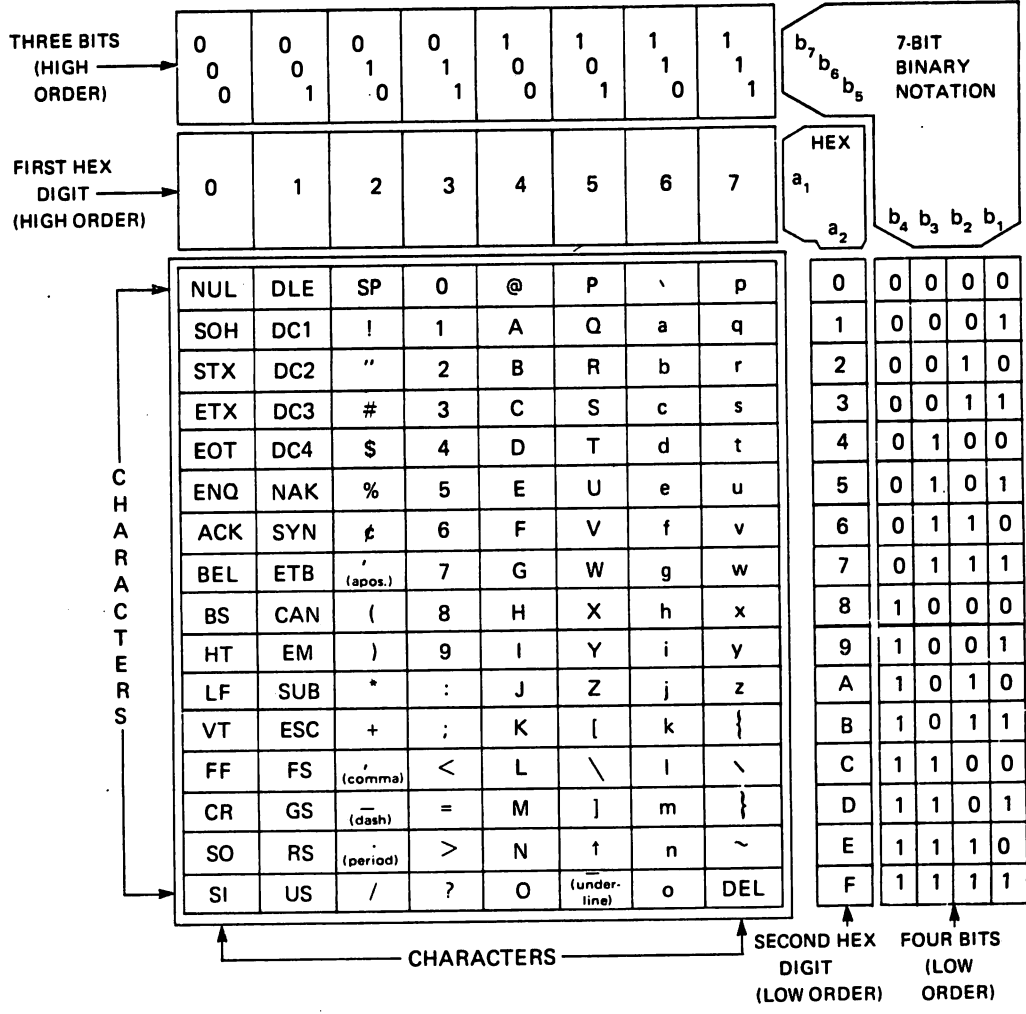 THREE BITS (HIGH ORDER) 0 0 0 0 1 1 1 1 b7 7-BIT
0 0 1 1 0 0 1 1 b6 BINARY
0 1 0 1 0 1 0 1 b5 NOTATION
HEX
FIRST HEX DIGIT (HIGH ORDER) 0 1 2 3 4 5 6 7 a1
a2 b4 b3 b2 b1
NUL DLE SP 0 @ P ` p 0 0 0 0 0
SOH DC1 ! 1 A Q a q 1 0 0 0 1
STX DC2 " 2 B R b r 2 0 0 1 0
ETX DC3 # 3 C S c s 3 0 0 1 1
EOT DC4 $ 4 D T d t 4 0 1 0 0
ENQ NAK % 5 E U e u 5 0 1 0 1
ACK SYN ¢ 6 F V f v 6 0 1 1 0
BEL ETB ' (apos.) 7 G W g w 7 0 1 1 1
BS CAN ( 8 H X h x 8 1 0 0 0
HT EM ) 9 I Y i y 9 1 0 0 1
LF SUB * : J Z j z A 1 0 1 0
VT ESC + ; K [ k { B 1 0 1 1
FF FS , (comma) < L \ l \ C 1 1 0 0
CR GS — (dash) = M ] m } D 1 1 0 1
SO RS . (period) > N ↑ n ~ E 1 1 1 0
SI US / ? O — (under-line) o DEL F 1 1 1 1
CHARACTERS
CHARACTERS
SECOND HEX DIGIT (LOW ORDER)
FOUR BITS (LOW ORDER)